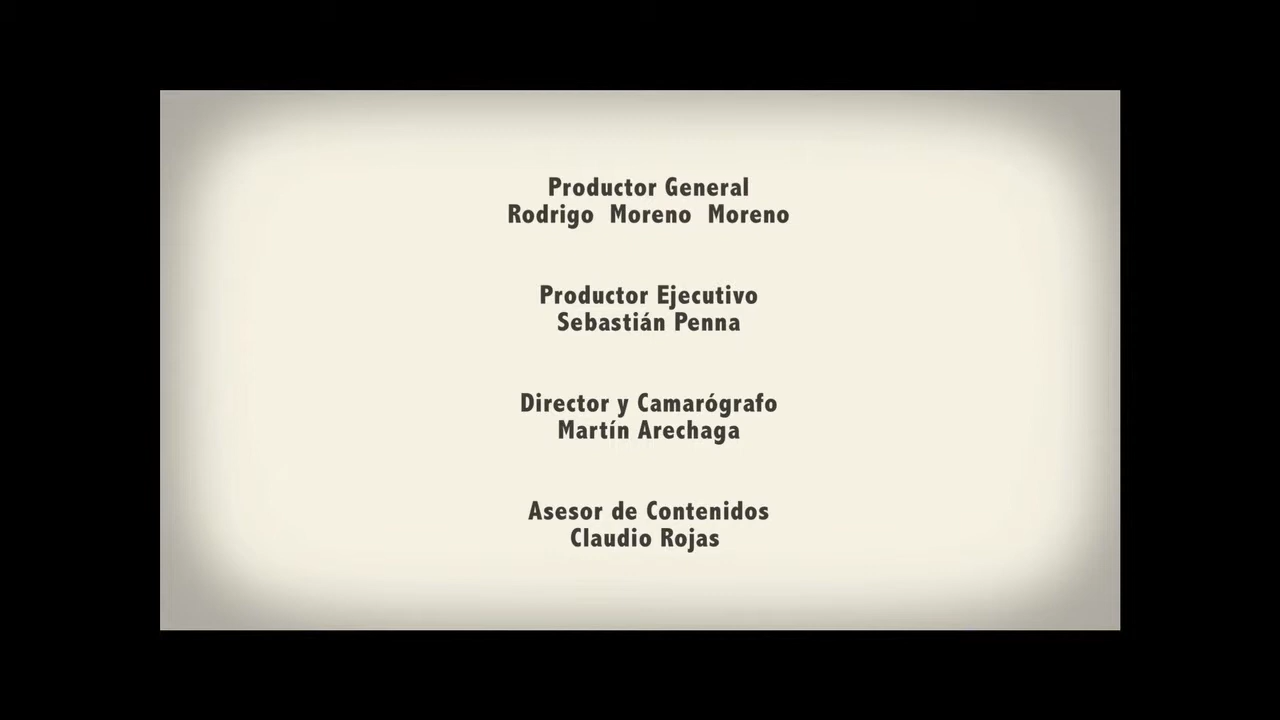 Productor General
Rodrigo Moreno Moreno
Productor Ejecutivo
Sebastián Penna
Director y Camarógrafo
Martín Arechaga
Asesor de Contenidos
Claudio Rojas